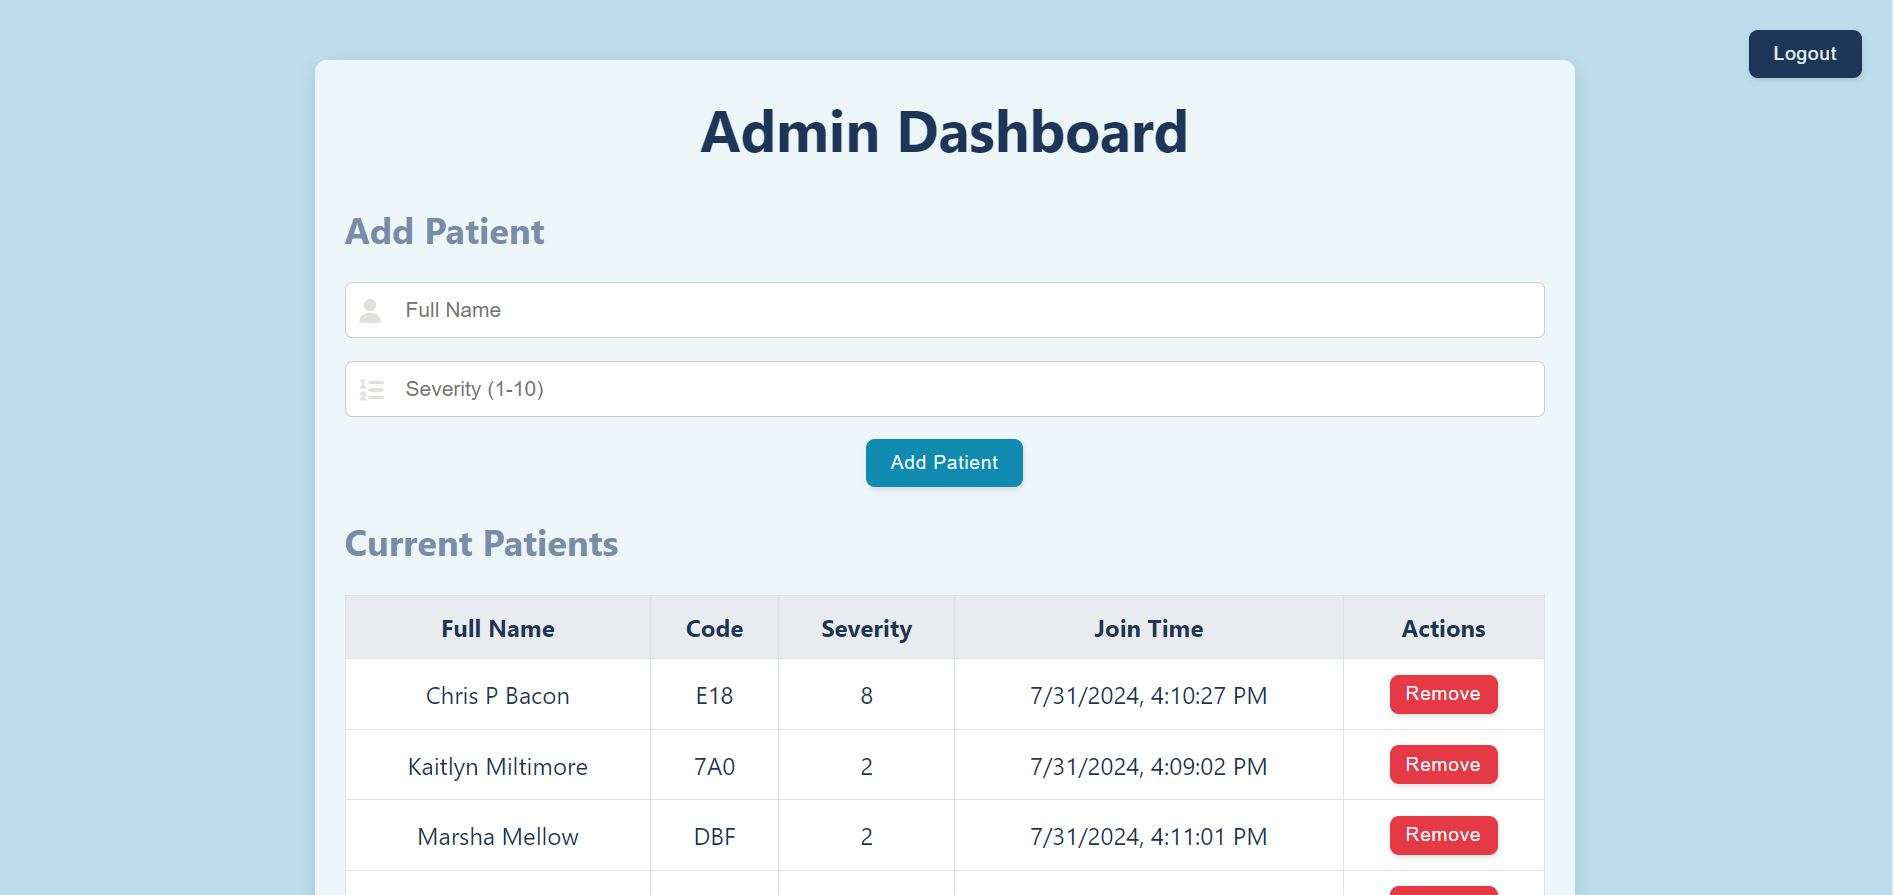 Logout
Admin Dashboard
Add Patient
Full Name
Severity (1-10)
Add Patient
Current Patients
Full Name Code Severity Join Time Actions
Chris P Bacon E18 8 7/31/2024, 4:10:27 PM Remove
Kaitlyn Miltimore 7A0 2 7/31/2024, 4:09:02 PM Remove
Marsha Mellow DBF 2 7/31/2024, 4:11:01 PM Remove